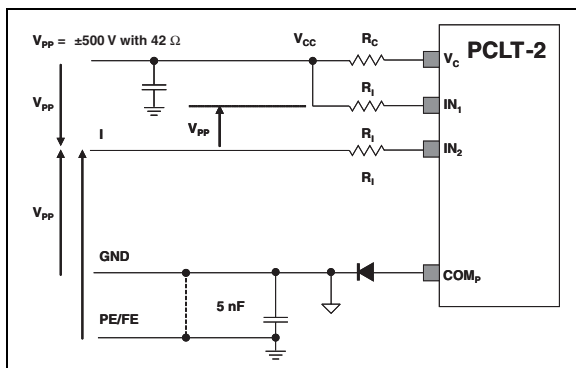 V_PP = ±500 V with 42 Ω
V_CC
R_C
V_C
PCLT-2
V_PP
R_I
IN_1
V_PP
I
R_I
IN_2
R_I
V_PP
GND
COM_P
5 nF
PE/FE